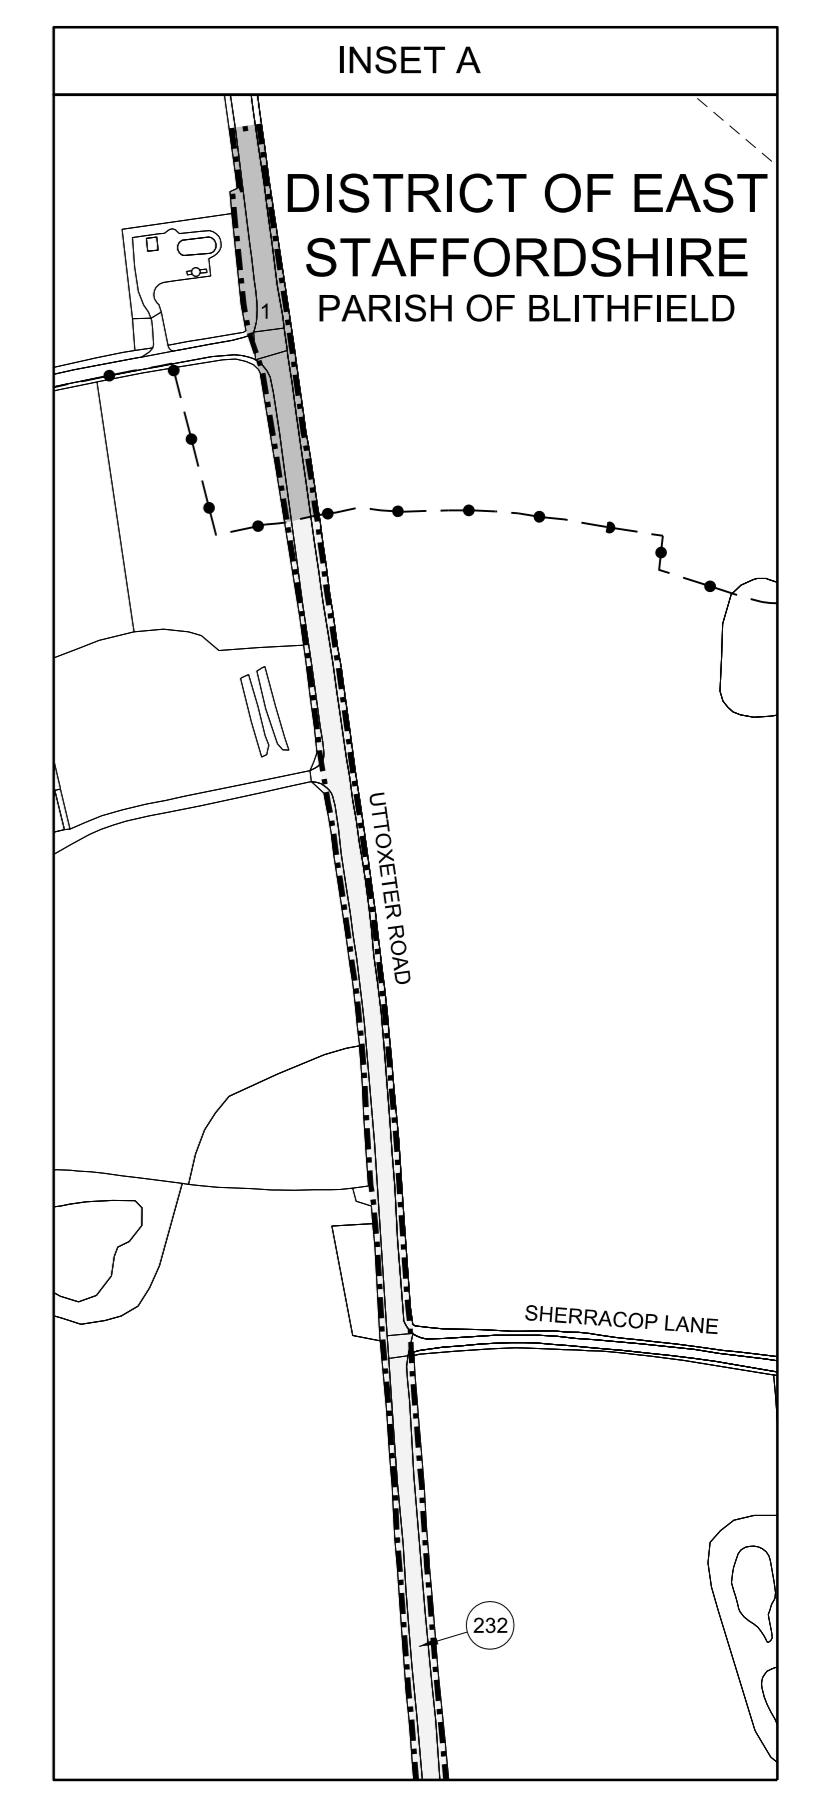 INSET A
DISTRICT OF EAST
STAFFORDSHIRE
PARISH OF BLITHFIELD
1
UTTOXETER ROAD
SHERRACOP LANE
232